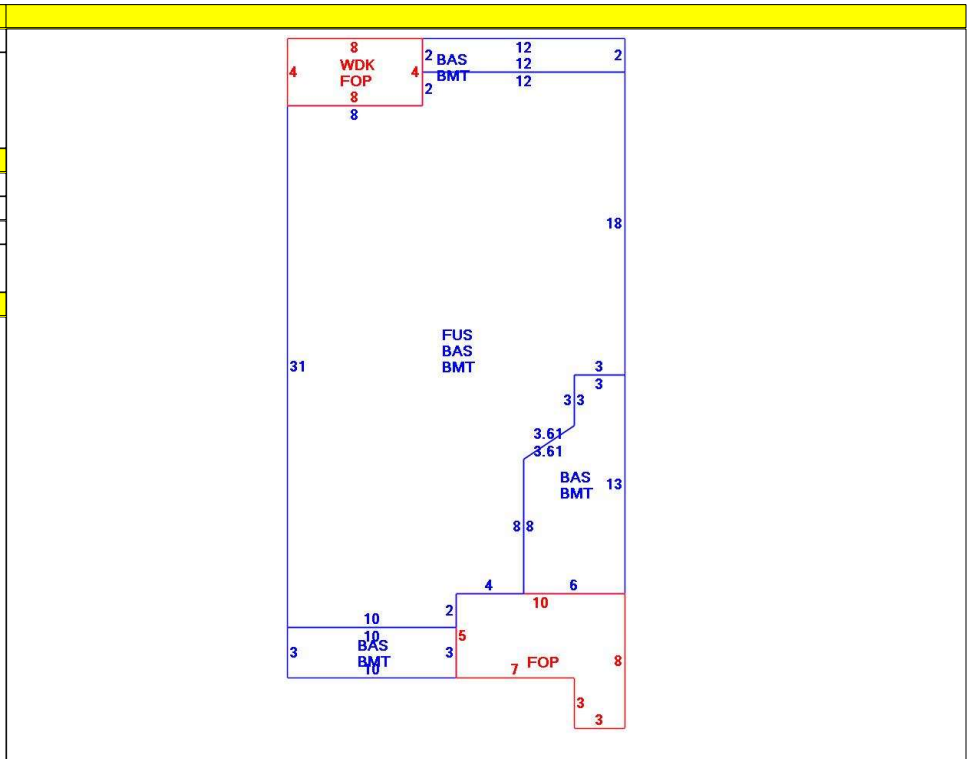 8
12
2 BAS 2
WDK 12
4 4
FOP BMT 12
8 2
8
18
FUS
BAS
31 3
BMT
3
3 3
3.61
3.61
BAS 13
BMT
8 8
4 6
10
10 2
10 5
BAS
3 3 FOP 8
BMT 7
10
3
3